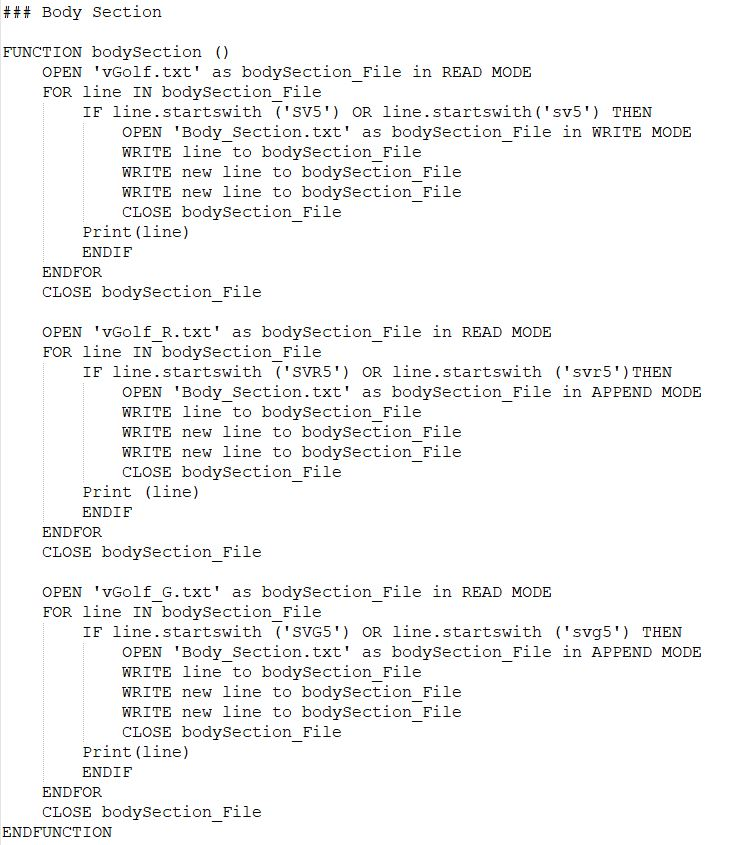 ### Body Section

FUNCTION bodySection ()
    OPEN 'vGolf.txt' as bodySection_File in READ MODE
    FOR line IN bodySection_File
        IF line.startswith ('SV5') OR line.startswith('sv5') THEN
            OPEN 'Body_Section.txt' as bodySection_File in WRITE MODE
            WRITE line to bodySection_File
            WRITE new line to bodySection_File
            WRITE new line to bodySection_File
            CLOSE bodySection_File
        Print(line)
        ENDIF
    ENDFOR
    CLOSE bodySection_File

    OPEN 'vGolf_R.txt' as bodySection_File in READ MODE
    FOR line IN bodySection_File
        IF line.startswith ('SVR5') OR line.startswith ('svr5')THEN
            OPEN 'Body_Section.txt' as bodySection_File in APPEND MODE
            WRITE line to bodySection_File
            WRITE new line to bodySection_File
            WRITE new line to bodySection_File
            CLOSE bodySection_File
        Print (line)
        ENDIF
    ENDFOR
    CLOSE bodySection_File

    OPEN 'vGolf_G.txt' as bodySection_File in READ MODE
    FOR line IN bodySection_File
        IF line.startswith ('SVG5') OR line.startswith ('svg5') THEN
            OPEN 'Body_Section.txt' as bodySection_File in APPEND MODE
            WRITE line to bodySection_File
            WRITE new line to bodySection_File
            WRITE new line to bodySection_File
            CLOSE bodySection_File
        Print(line)
        ENDIF
    ENDFOR
    CLOSE bodySection_File
ENDFUNCTION